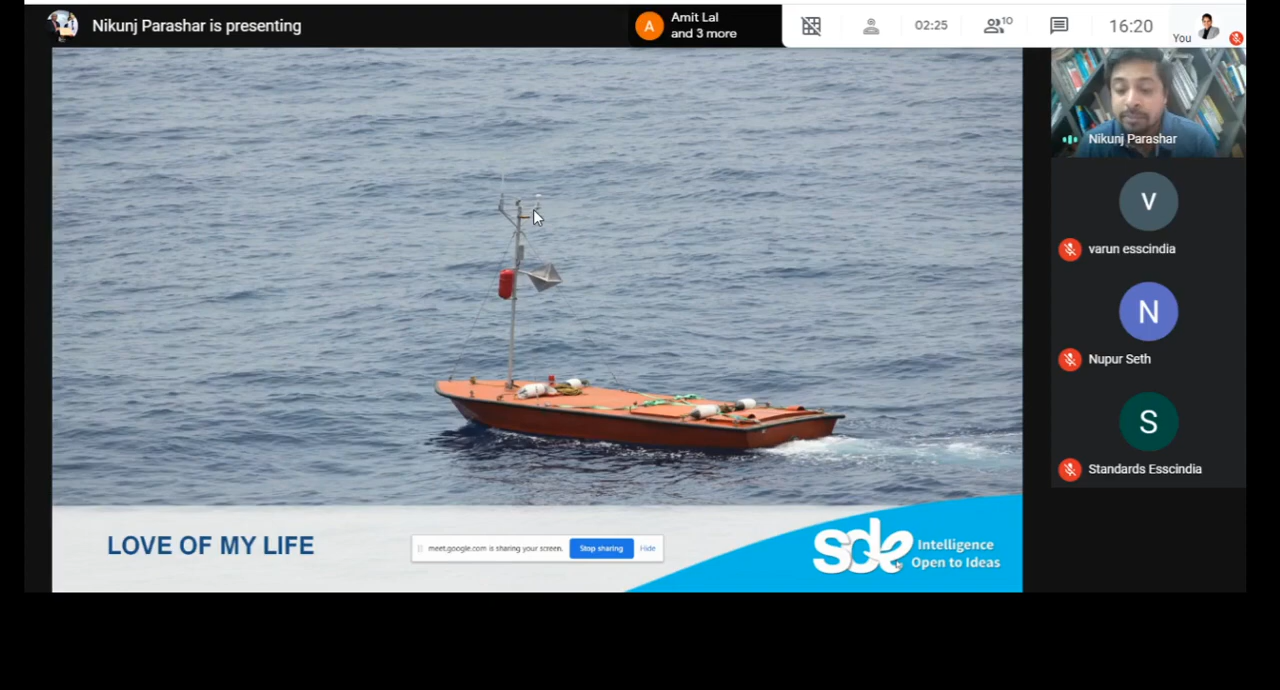 Nikunj Parashar is presenting
A
Amit Lal
and 3 more
02:25
10
16:20
You
Nikunj Parashar
V
varun esscindia
N
Nupur Seth
S
Standards Esscindia
LOVE OF MY LIFE
meet.google.com is sharing your screen.
Stop sharing
Hide
sde
Intelligence
Open to Ideas